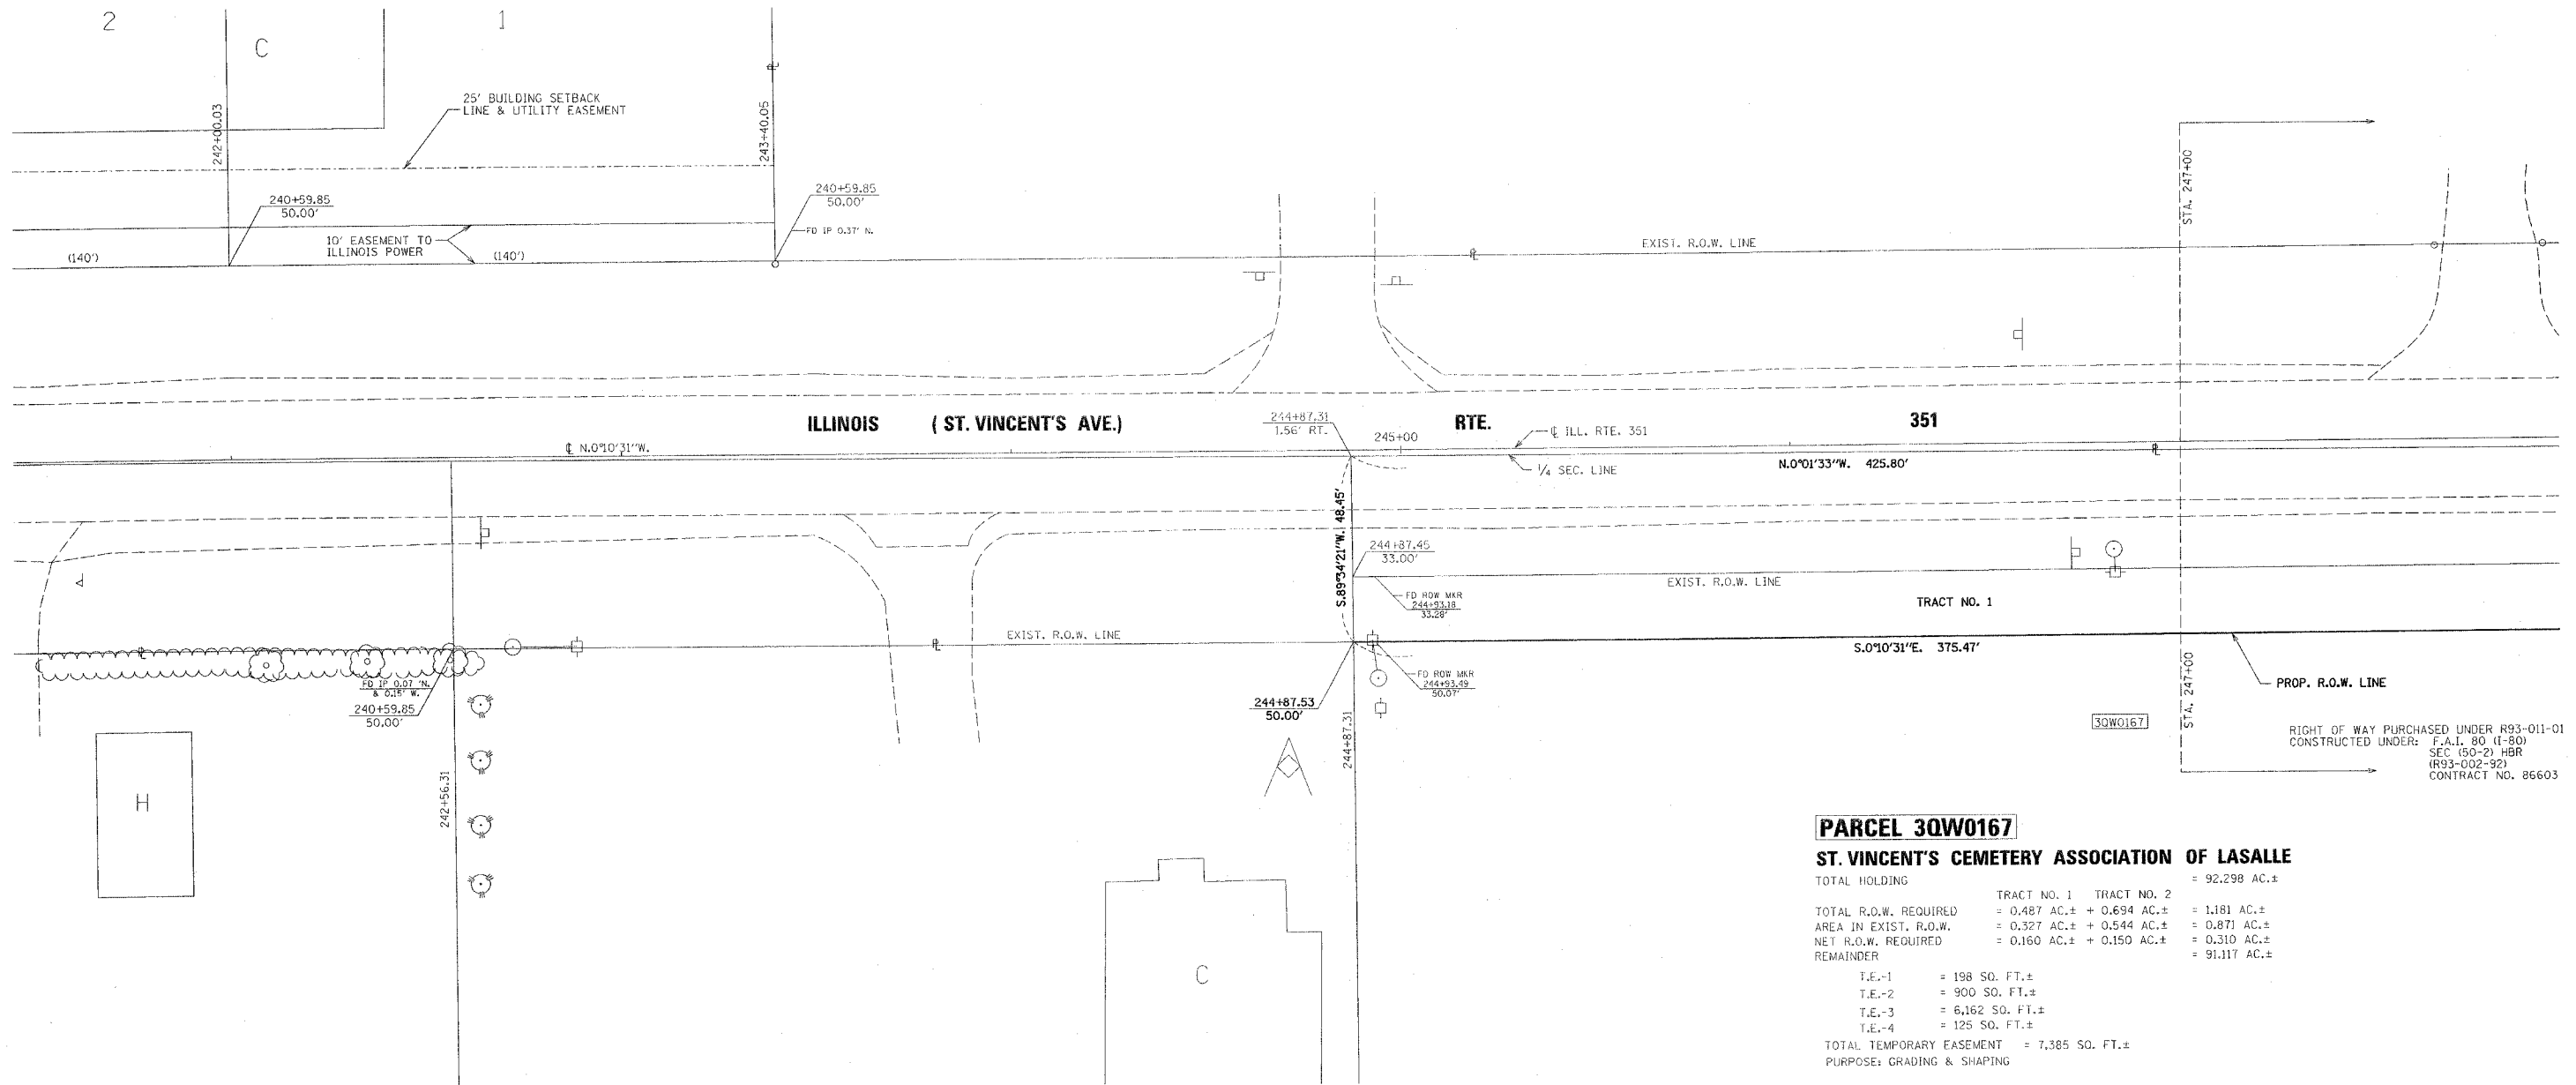 2
1
C
25' BUILDING SETBACK
LINE & UTILITY EASEMENT
242+00.03
243+40.05
STA. 247+00
240+59.85
50.00'
240+59.85
50.00'
FD IP 0.37' N.
10' EASEMENT TO
ILLINOIS POWER
(140')
(140')
EXIST. R.O.W. LINE
ILLINOIS (ST. VINCENT'S AVE.) RTE. 351
244+87.31
1.56' RT.
245+00
℄ ILL. RTE. 351
℄ N.0°10'31"W.
1/4 SEC. LINE
N.0°01'33"W. 425.80'
S.89°34'21"W. 48.45'
244+87.45
33.00'
EXIST. R.O.W. LINE
FD ROW MKR
244+93.18
33.28'
TRACT NO. 1
EXIST. R.O.W. LINE
S.0°10'31"E. 375.47'
FD IP 0.07 'N.
& 0.15' W.
240+59.85
50.00'
FD ROW MKR
244+93.49
50.07'
244+87.53
50.00'
STA. 247+00
PROP. R.O.W. LINE
3QW0167
244+87.31
242+56.31
RIGHT OF WAY PURCHASED UNDER R93-011-01
CONSTRUCTED UNDER: F.A.I. 80 (I-80)
SEC (50-2) HBR
(R93-002-92)
CONTRACT NO. 86603
H
C
PARCEL 3QW0167
ST. VINCENT'S CEMETERY ASSOCIATION OF LASALLE
TOTAL HOLDING = 92.298 AC.±
TRACT NO. 1 TRACT NO. 2
TOTAL R.O.W. REQUIRED = 0.487 AC.± + 0.694 AC.± = 1.181 AC.±
AREA IN EXIST. R.O.W. = 0.327 AC.± + 0.544 AC.± = 0.871 AC.±
NET R.O.W. REQUIRED = 0.160 AC.± + 0.150 AC.± = 0.310 AC.±
REMAINDER = 91.117 AC.±
T.E.-1 = 198 SQ. FT.±
T.E.-2 = 900 SQ. FT.±
T.E.-3 = 6,162 SQ. FT.±
T.E.-4 = 125 SQ. FT.±
TOTAL TEMPORARY EASEMENT = 7,385 SQ. FT.±
PURPOSE: GRADING & SHAPING